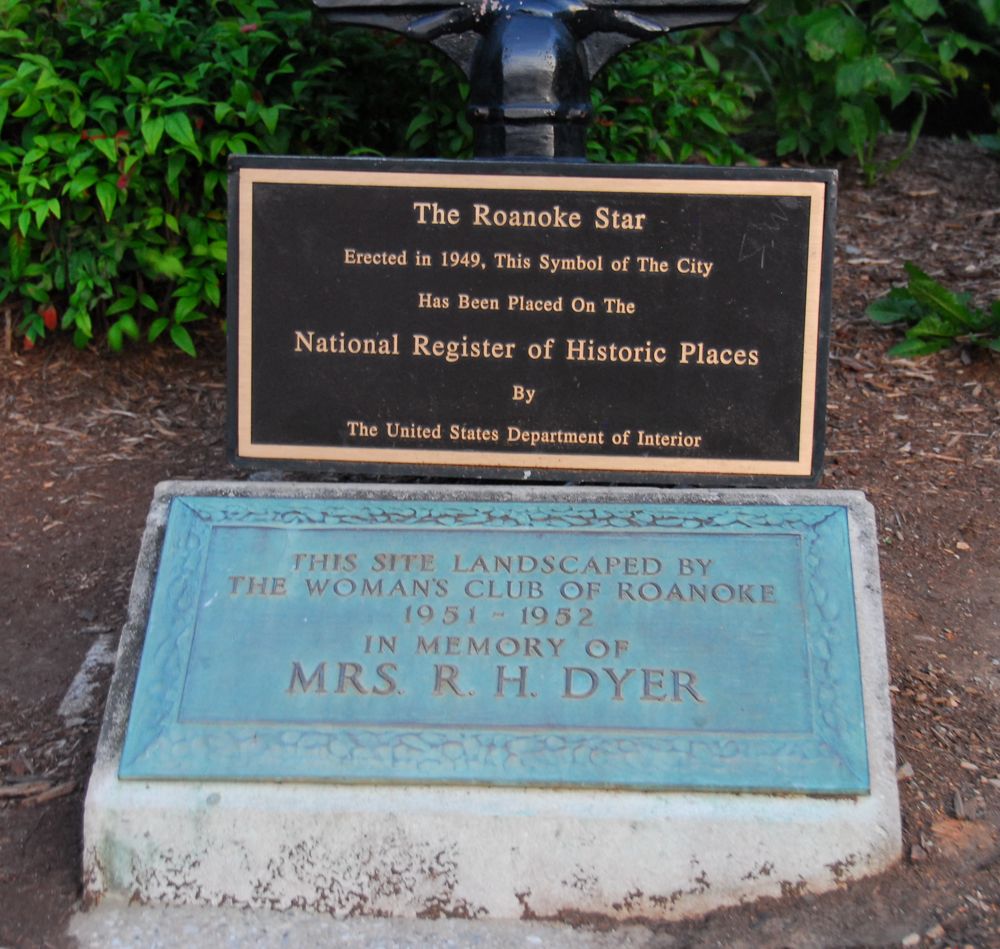 The Roanoke Star
Erected in 1949, This Symbol of The City
Has Been Placed On The
National Register of Historic Places
By
The United States Department of Interior
THIS SITE LANDSCAPED BY
THE WOMAN'S CLUB OF ROANOKE
1951 - 1952
IN MEMORY OF
MRS. R. H. DYER